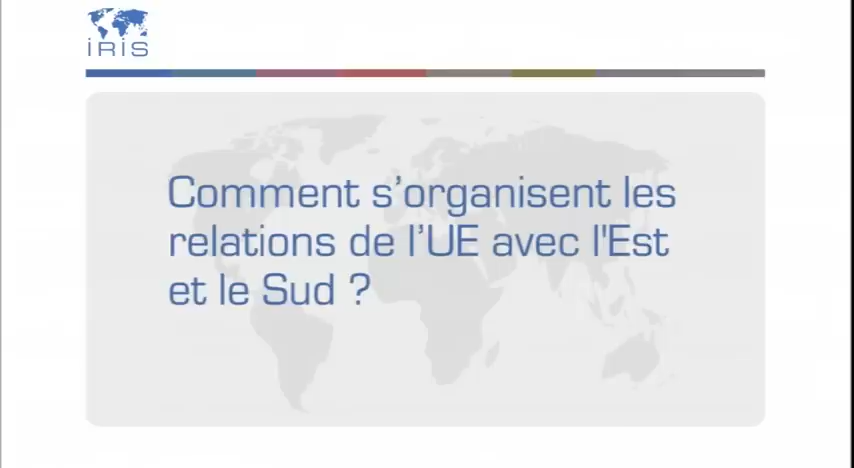 iRiS
Comment s’organisent les
relations de l’UE avec l'Est
et le Sud ?